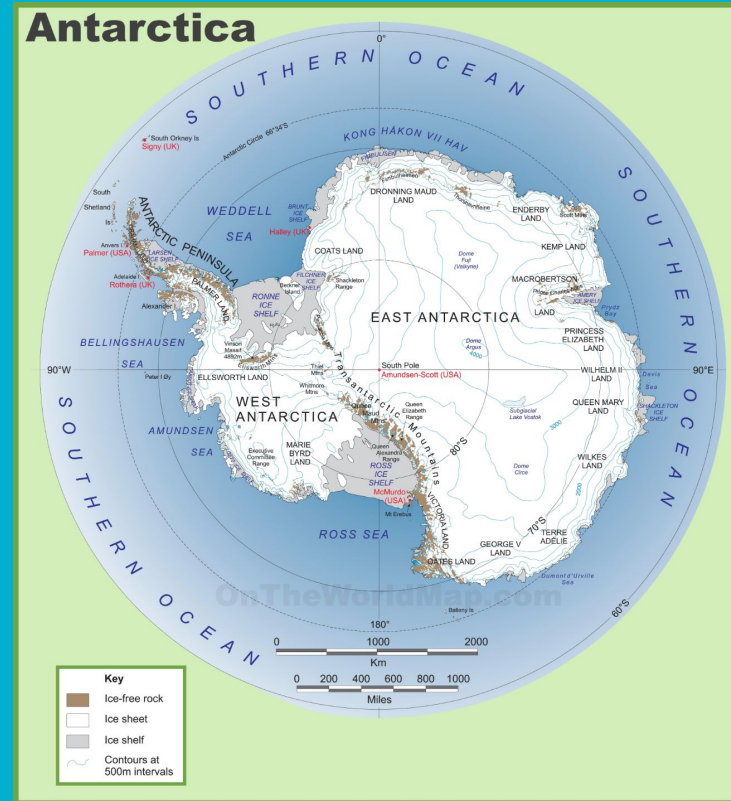 Antarctica
SOUTHERN OCEAN
0°
South Orkney Is
Signy (UK)
Antarctic Circle 66°34'S
KONG HÅKON VII HAV
FIMBULISEN
Fimbulheimen
DRONNING MAUD
LAND
ENDERBY
LAND
Scott Mtns
KEMP LAND
South
Shetland
Is
ANTARCTIC PENINSULA
WEDDELL
SEA
BRUNT
ICE
SHELF
Halley (UK)
COATS LAND
Dome
Fuji
(Valkyrie)
MACROBERTSON
LAND
AMERY
ICE SHELF
Prydz
Bay
Anvers I
Palmer (USA)
LARSEN
ICE SHELF
Adelaide I
Rothera (UK)
Alexander I
PALMER LAND
FILCHNER
ICE
SHELF
Shackleton
Range
Berkner
Island
RONNE
ICE
SHELF
EAST ANTARCTICA
PRINCESS
ELIZABETH
LAND
BELLINGSHAUSEN
SEA
Vinson
Massif
4892m
Ellsworth Mtns
Dome
Argus
4000
90°W
Peter I Øy
ELLSWORTH LAND
Thiel
Mtns
South Pole
Amundsen-Scott (USA)
WILHELM II
LAND
Davis
Sea
90°E
Whitmore
Mtns
WEST
ANTARCTICA
Transantarctic Mountains
Queen
Maud
Mtns
Queen
Elizabeth
Range
Subglacial
Lake Vostok
QUEEN MARY
LAND
SHACKLETON
ICE
SHELF
AMUNDSEN
SEA
3000
Executive
Committee
Range
MARIE
BYRD
LAND
Queen
Alexandra
Range
80°S
ROSS
ICE
SHELF
Dome
Circe
WILKES
LAND
2000
McMurdo
(USA)
Mt Erebus
VICTORIA LAND
ROSS SEA
70°S
TERRE
ADÉLIE
GEORGE V
LAND
OATES LAND
Dumont d'Urville
Sea
60°S
SOUTHERN OCEAN
SOUTHERN OCEAN
OnTheWorldMap.com
Balleny Is
180°
0 1000 2000
Km
0 200 400 600 800 1000
Miles
Key
Ice-free rock
Ice sheet
Ice shelf
Contours at
500m intervals